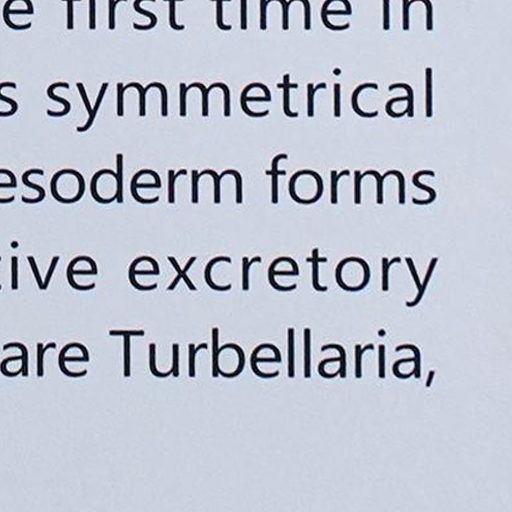 e first time in
s symmetrical
esoderm forms
tive excretory
are Turbellaria,